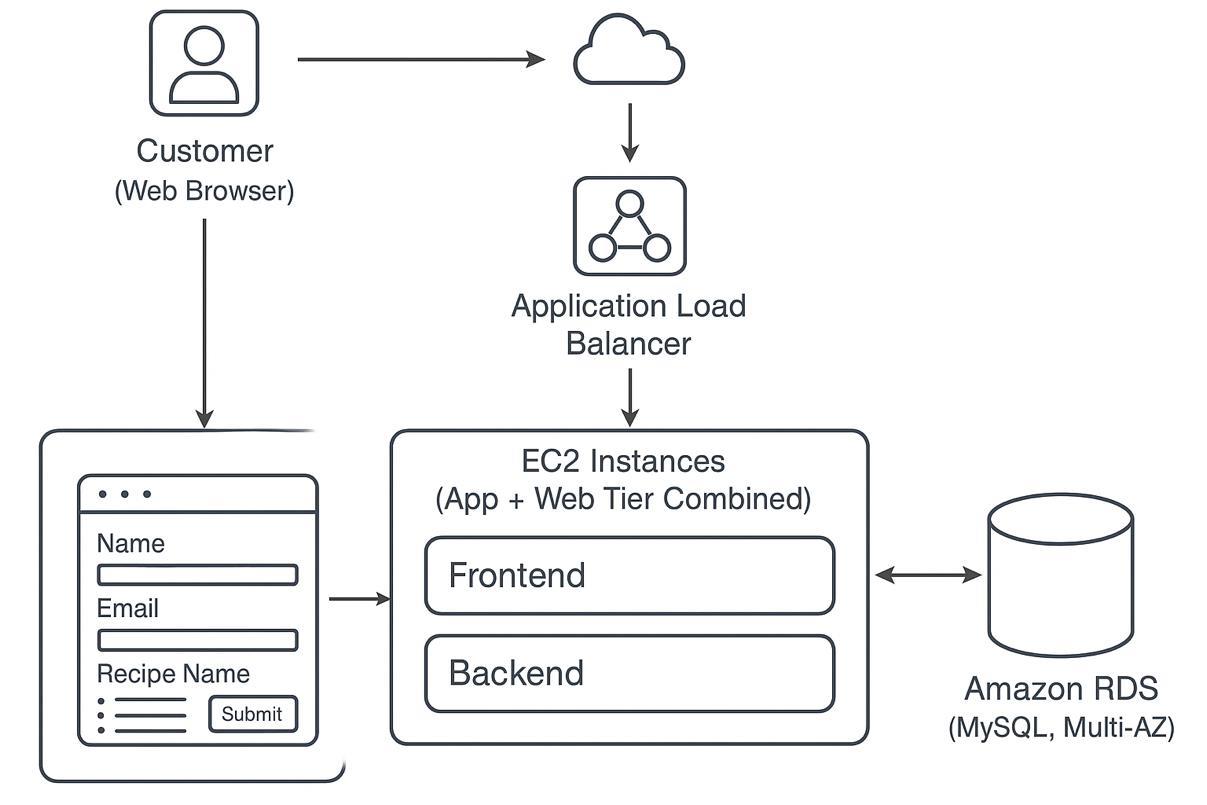 Customer
(Web Browser)
Application Load
Balancer
Name
Email
Recipe Name
Submit
EC2 Instances
(App + Web Tier Combined)
Frontend
Backend
Amazon RDS
(MySQL, Multi-AZ)